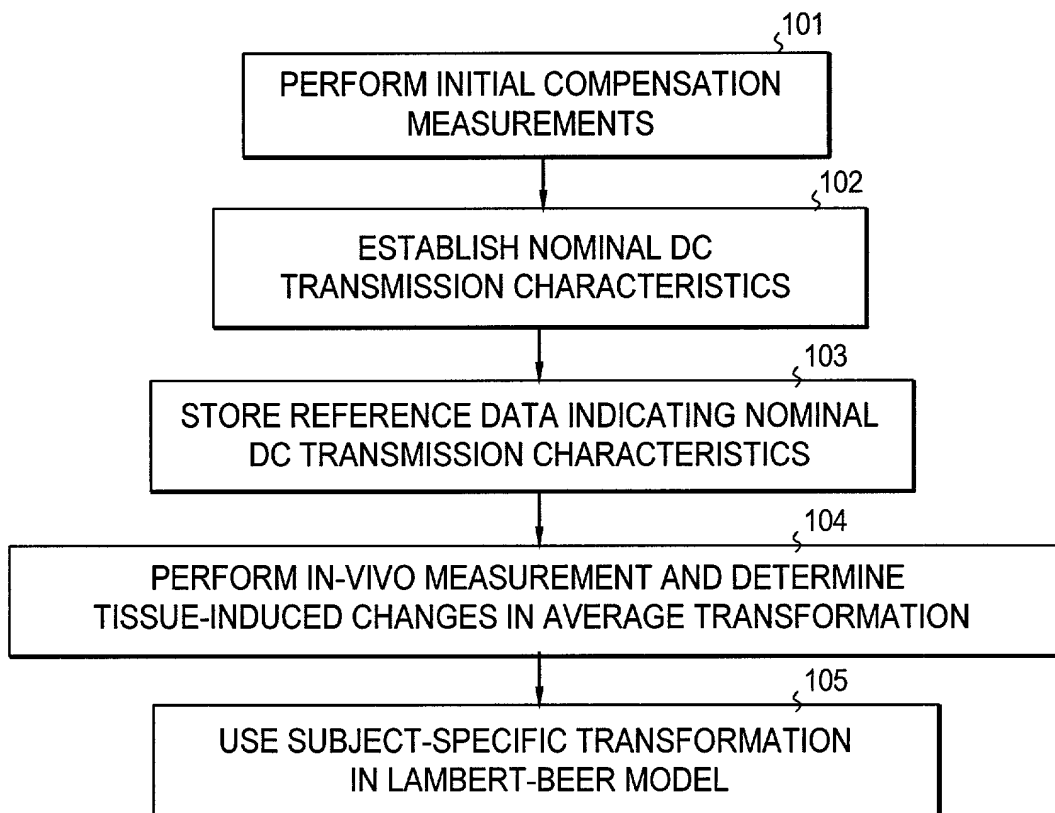 101
PERFORM INITIAL COMPENSATION
MEASUREMENTS
102
ESTABLISH NOMINAL DC
TRANSMISSION CHARACTERISTICS
103
STORE REFERENCE DATA INDICATING NOMINAL
DC TRANSMISSION CHARACTERISTICS
104
PERFORM IN-VIVO MEASUREMENT AND DETERMINE
TISSUE-INDUCED CHANGES IN AVERAGE TRANSFORMATION
105
USE SUBJECT-SPECIFIC TRANSFORMATION
IN LAMBERT-BEER MODEL